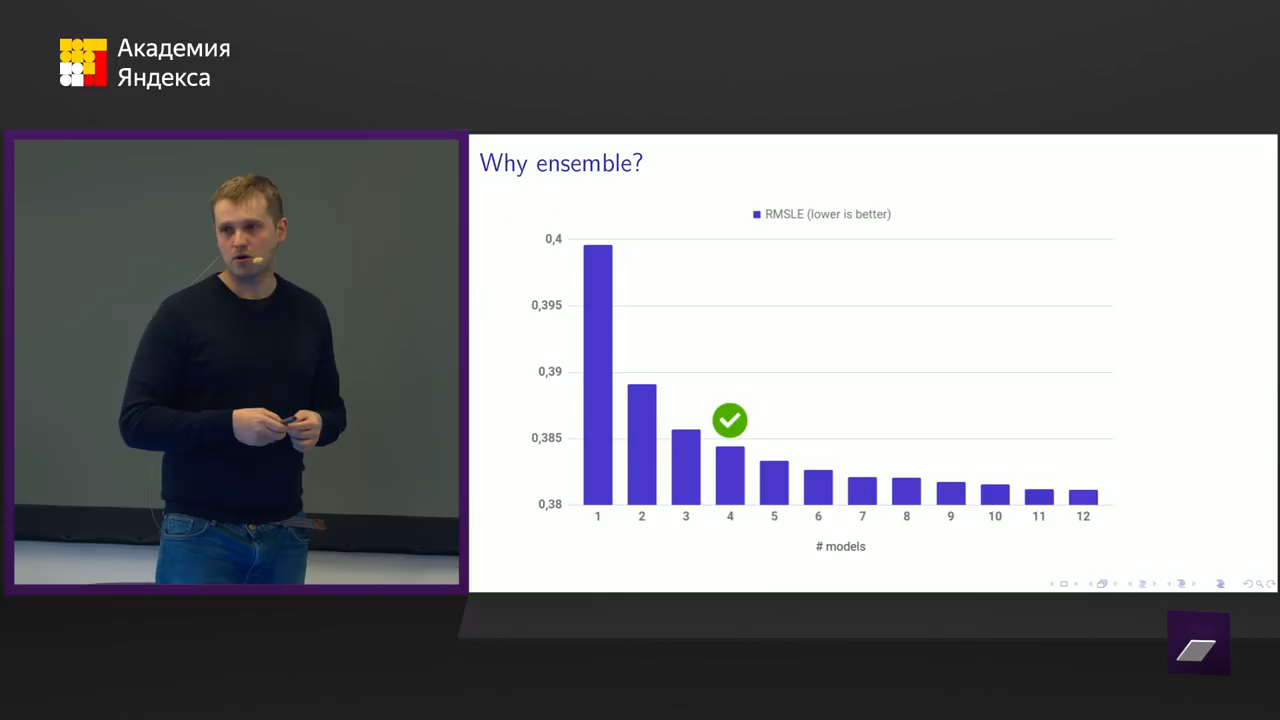 Академия
Яндекса
Why ensemble?
RMSLE (lower is better)
0,4
0,395
0,39
0,385
0,38
1 2 3 4 5 6 7 8 9 10 11 12
# models